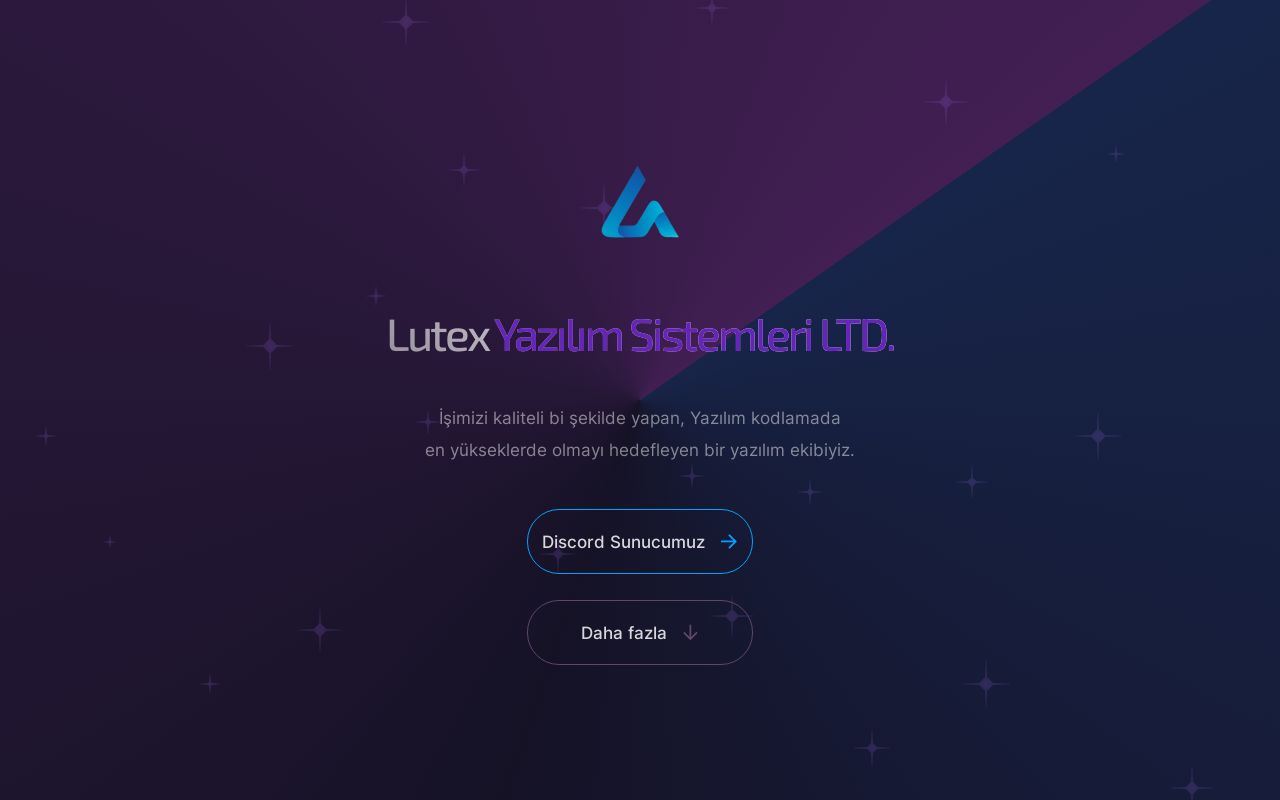 Lutex Yazılım Sistemleri LTD.
İşimizi kaliteli bi şekilde yapan, Yazılım kodlamada
en yükseklerde olmayı hedefleyen bir yazılım ekibiyiz.
Discord Sunucumuz
Daha fazla